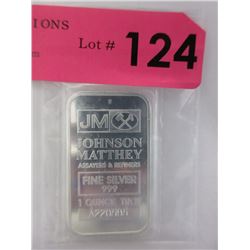 IONS
Lot # 124
JM
JOHNSON
MATTHEY
ASSAYERS & REFINERS
FINE SILVER
999
1 OUNCE TROY